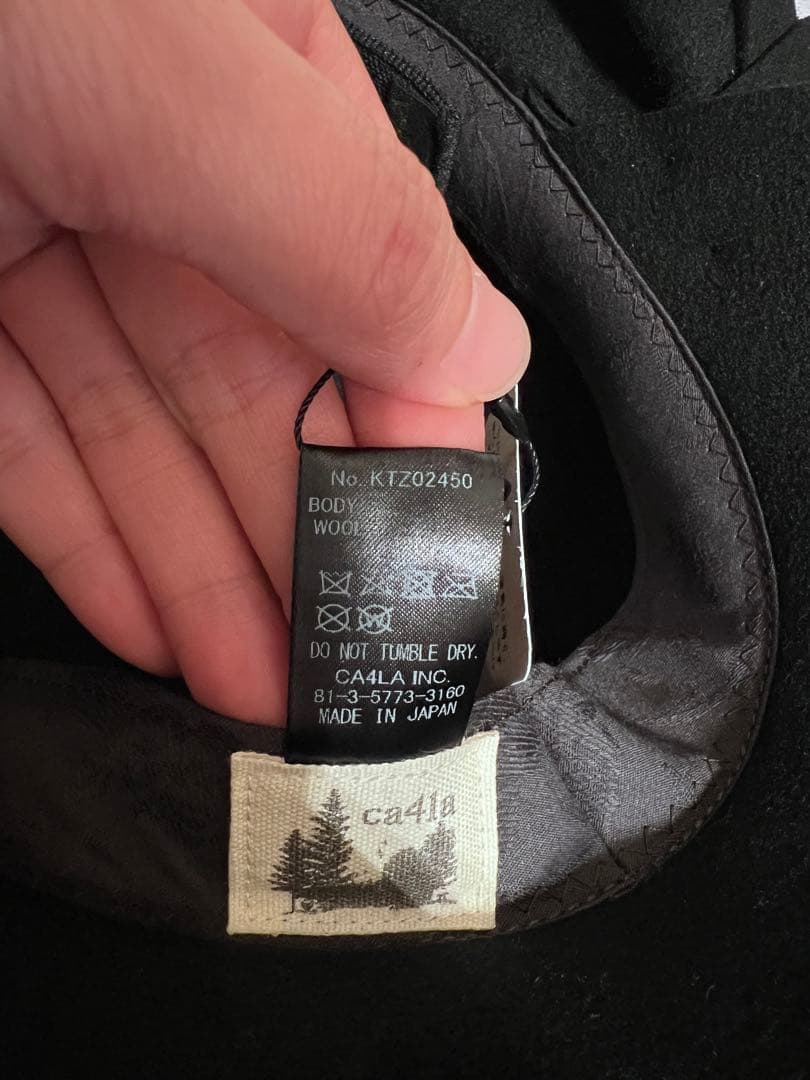 No. KTZ02450
BODY
WOOL
DO NOT TUMBLE DRY.
CA4LA INC.
81-3-5773-3160
MADE IN JAPAN
ca4la